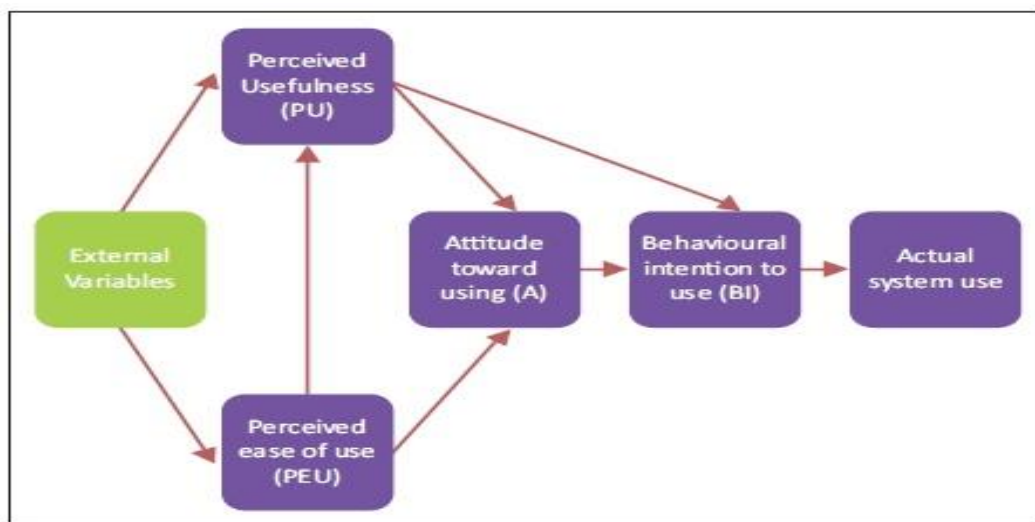 Perceived
Usefulness
(PU)
External
Variables
Attitude
toward
using (A)
Behavioural
intention to
use (BI)
Actual
system use
Perceived
ease of use
(PEU)